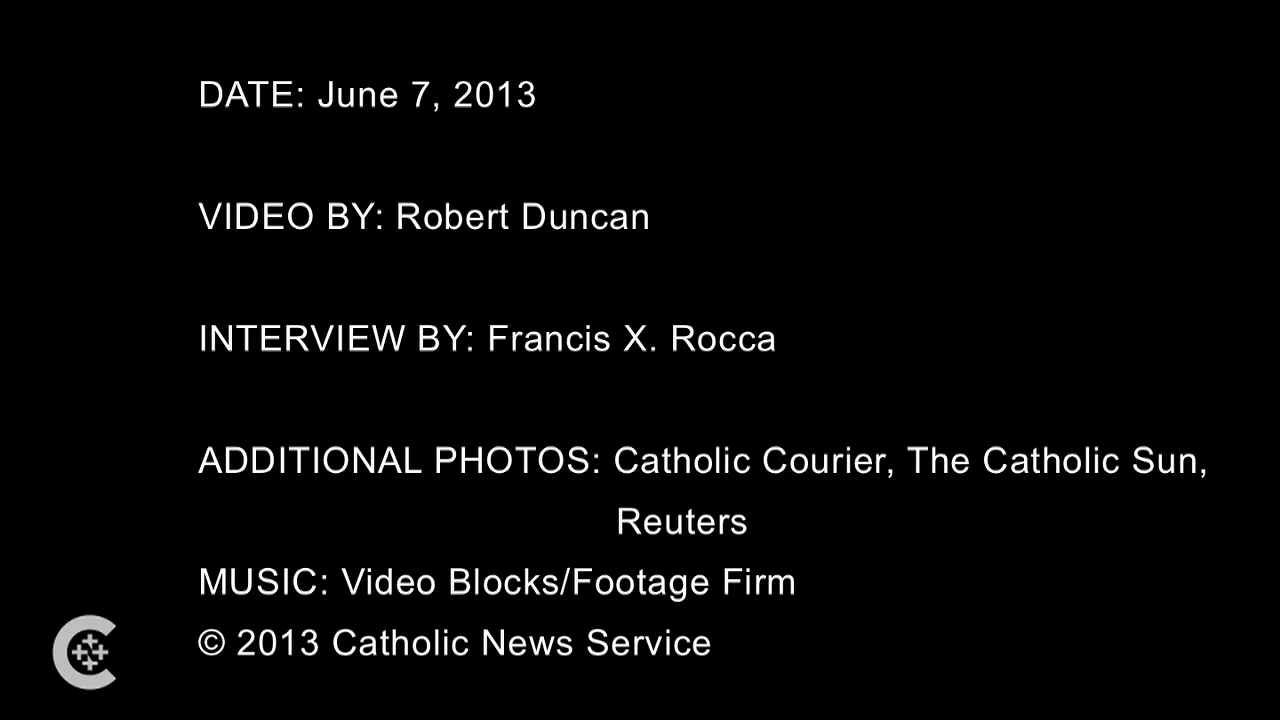 DATE: June 7, 2013
VIDEO BY: Robert Duncan
INTERVIEW BY: Francis X. Rocca
ADDITIONAL PHOTOS: Catholic Courier, The Catholic Sun,
Reuters
MUSIC: Video Blocks/Footage Firm
© 2013 Catholic News Service